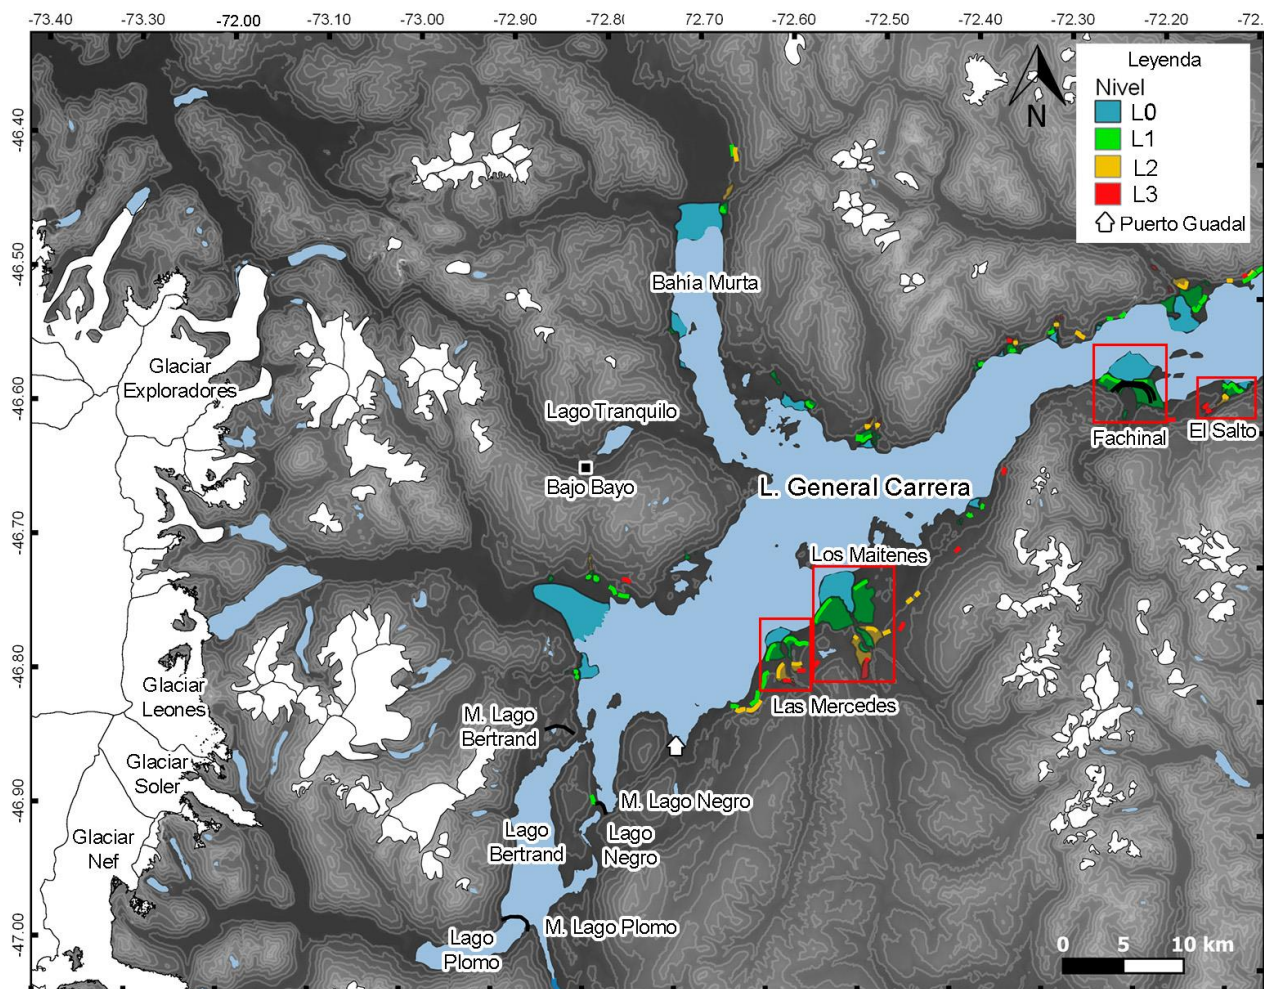 -73.40 -73.30 -72.00 -73.10 -73.00 -72.90 -72.80 -72.70 -72.60 -72.50 -72.40 -72.30 -72.20 -72.
-46.40
-46.50
-46.60
-46.70
-46.80
-46.90
-47.00
N
Leyenda
Nivel
L0
L1
L2
L3
Puerto Guadal
Bahía Murta
Glaciar
Exploradores
Lago Tranquilo
Bajo Bayo
L. General Carrera
Fachinal
El Salto
Los Maitenes
Las Mercedes
Glaciar
Leones
M. Lago
Bertrand
Glaciar
Soler
M. Lago Negro
Glaciar
Nef
Lago
Bertrand
Lago
Negro
M. Lago Plomo
Lago
Plomo
0 5 10 km